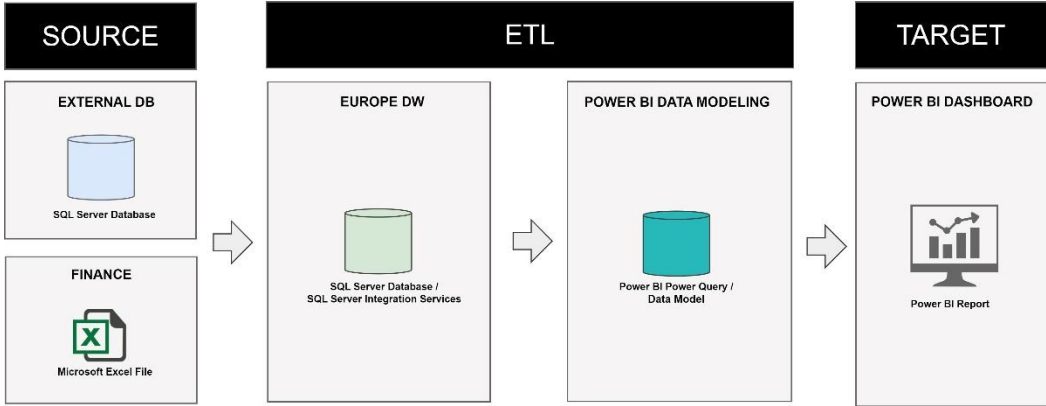 SOURCE
ETL
TARGET
EXTERNAL DB
SQL Server Database
FINANCE
X
Microsoft Excel File
EUROPE DW
SQL Server Database /
SQL Server Integration Services
POWER BI DATA MODELING
Power BI Power Query /
Data Model
POWER BI DASHBOARD
Power BI Report